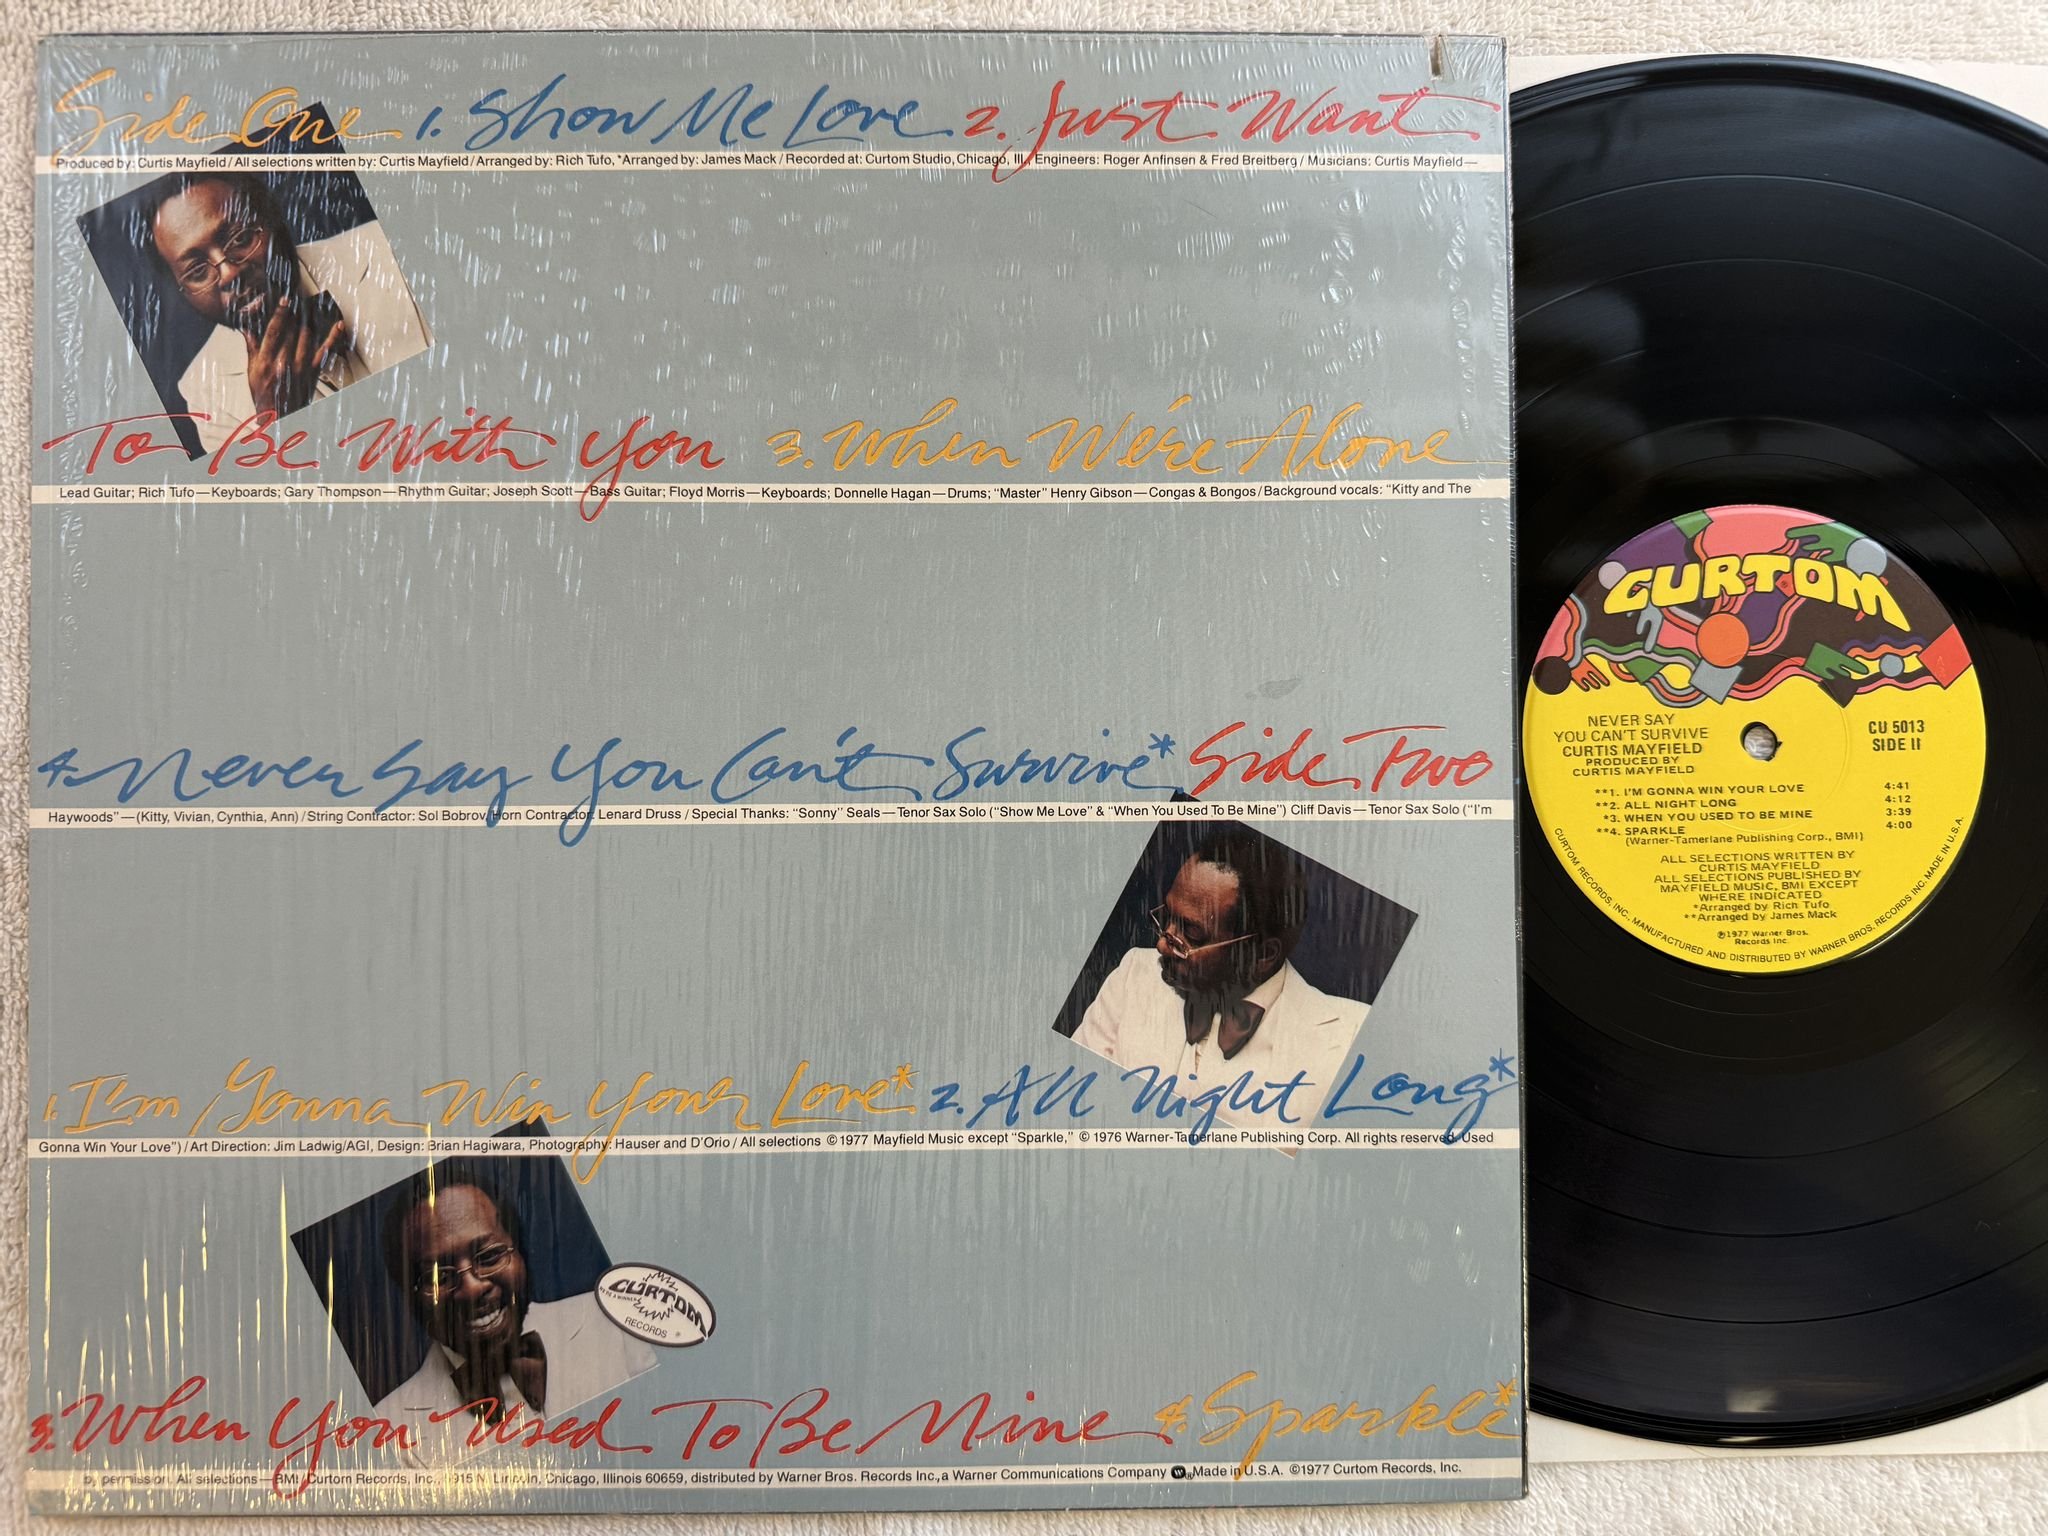 Side One 1. Show Me Love 2. Just Want
Produced by: Curtis Mayfield / All selections written by: Curtis Mayfield / Arranged by: Rich Tufo, *Arranged by: James Mack / Recorded at: Curtom Studio, Chicago, Ill., Engineers: Roger Anfinsen & Fred Breitberg / Musicians: Curtis Mayfield—
To Be With You 3. When We're Alone
Lead Guitar; Rich Tufo—Keyboards; Gary Thompson—Rhythm Guitar; Joseph Scott—Bass Guitar; Floyd Morris—Keyboards; Donnelle Hagan—Drums; "Master" Henry Gibson—Congas & Bongos / Background vocals: "Kitty and The
4. Never Say You Can't Survive* Side Two
Haywoods"—(Kitty, Vivian, Cynthia, Ann) / String Contractor: Sol Bobrov, Horn Contractor: Lenard Druss / Special Thanks: "Sonny" Seals—Tenor Sax Solo ("Show Me Love" & "When You Used To Be Mine") Cliff Davis—Tenor Sax Solo ("I'm
1. I'm Gonna Win Your Love* 2. All Night Long*
Gonna Win Your Love") / Art Direction: Jim Ladwig/AGI, Design: Brian Hagiwara, Photography: Hauser and D'Orio / All selections © 1977 Mayfield Music except "Sparkle," © 1976 Warner-Tamerlane Publishing Corp. All rights reserved. Used
CURTOM
WE'RE A WINNER
RECORDS ®
3. When You Used To Be Mine 4. Sparkle*
by permission. All selections—BMI / Curtom Records, Inc., 5915 N. Lincoln, Chicago, Illinois 60659, distributed by Warner Bros. Records Inc., a Warner Communications Company ® Made in U.S.A. ©1977 Curtom Records, Inc.
CURTOM
NEVER SAY
YOU CAN'T SURVIVE
CURTIS MAYFIELD
PRODUCED BY
CURTIS MAYFIELD
CU 5013
SIDE II
**1. I'M GONNA WIN YOUR LOVE 4:41
**2. ALL NIGHT LONG 4:12
*3. WHEN YOU USED TO BE MINE 3:39
**4. SPARKLE 4:00
(Warner-Tamerlane Publishing Corp., BMI)
ALL SELECTIONS WRITTEN BY
CURTIS MAYFIELD
ALL SELECTIONS PUBLISHED BY
MAYFIELD MUSIC, BMI EXCEPT
WHERE INDICATED
*Arranged by Rich Tufo
**Arranged by James Mack
℗1977 Warner Bros.
Records Inc.
CURTOM RECORDS, INC., MANUFACTURED AND DISTRIBUTED BY WARNER BROS. RECORDS INC. MADE IN U.S.A.